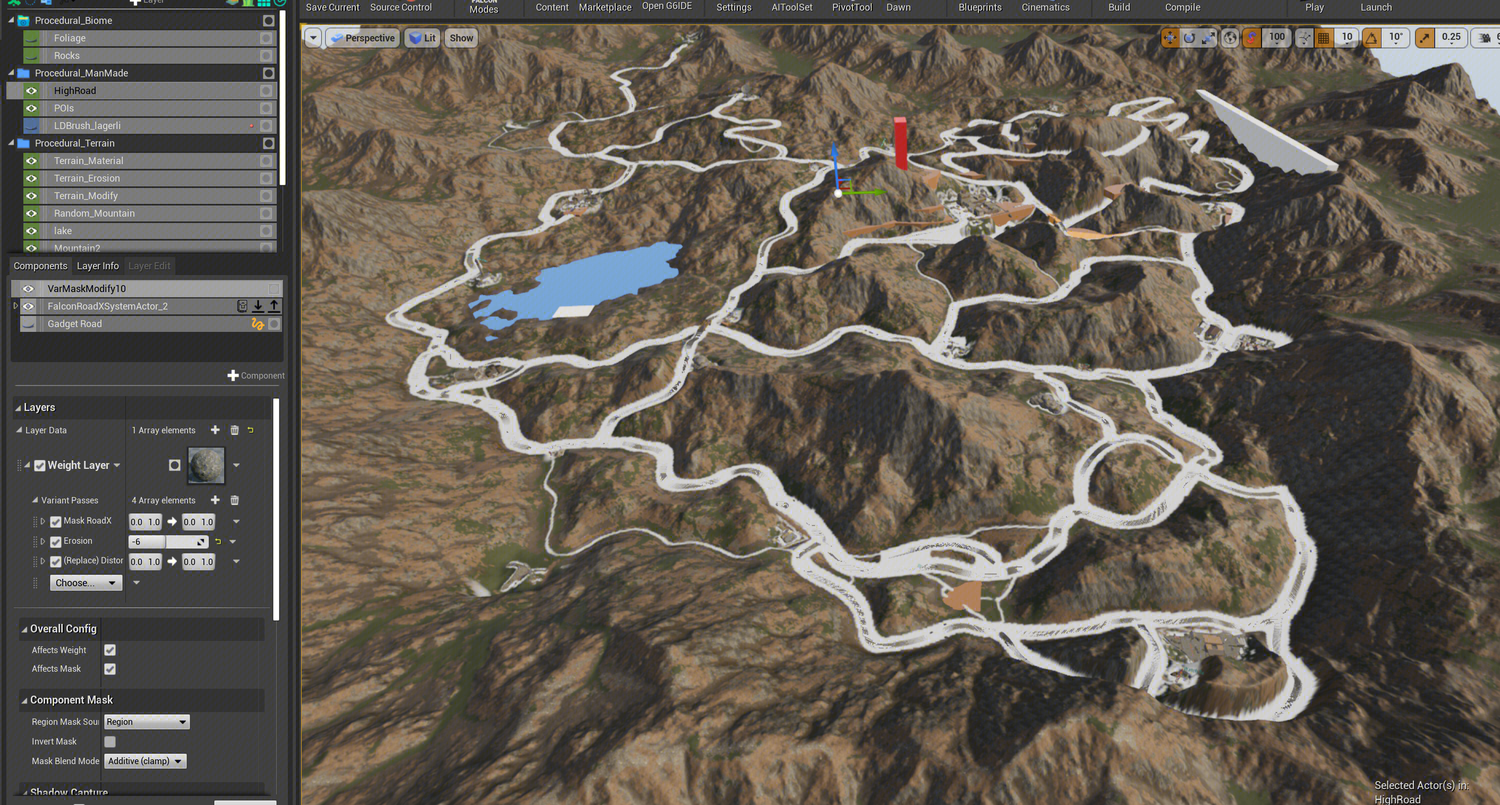 Layer
Save Current
Source Control
FALCON
Modes
Content
Marketplace
Open G6IDE
Settings
AIToolSet
PivotTool
Dawn
Blueprints
Cinematics
Build
Compile
Play
Launch
Perspective
Lit
Show
100
10
10°
0.25
Procedural_Biome
Foliage
Rocks
Procedural_ManMade
HighRoad
POIs
LDBrush_lagerli
Procedural_Terrain
Terrain_Material
Terrain_Erosion
Terrain_Modify
Random_Mountain
lake
Mountain2
Components
Layer Info
Layer Edit
VarMaskModify10
FalconRoadXSystemActor_2
Gadget Road
Component
Layers
Layer Data
1 Array elements
Weight Layer
Variant Passes
4 Array elements
Mask RoadX
0.0 1.0
0.0 1.0
Erosion
-6
(Replace) Distor
0.0 1.0
0.0 1.0
Choose...
Overall Config
Affects Weight
Affects Mask
Component Mask
Region Mask Sou
Region
Invert Mask
Mask Blend Mode
Additive (clamp)
Shadow Capture
Selected Actor(s) in:
HighRoad